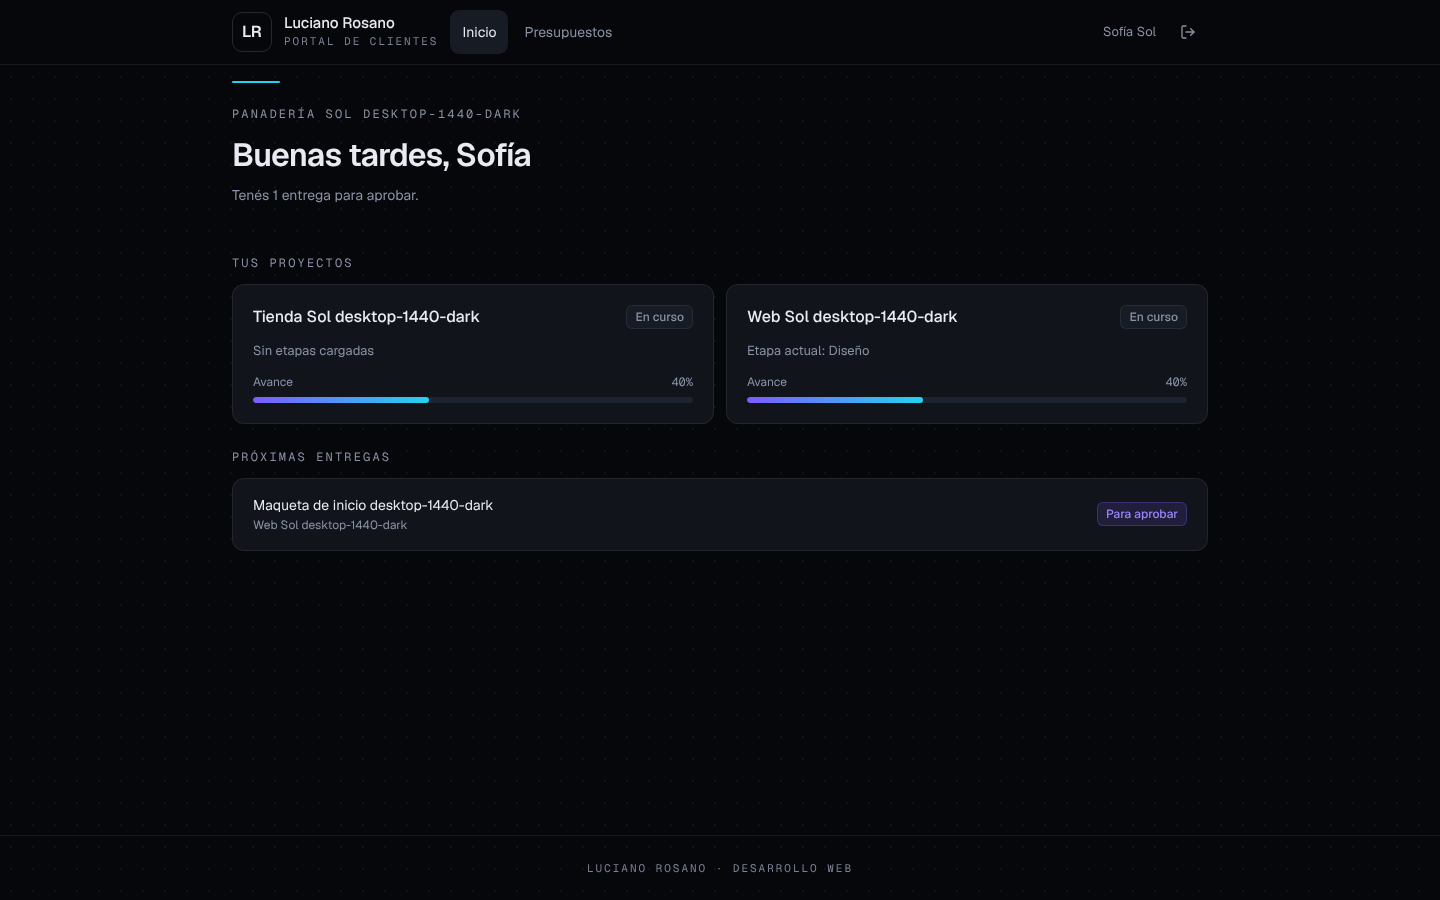 LR
Luciano Rosano
PORTAL DE CLIENTES
Inicio
Presupuestos
Sofía Sol
PANADERÍA SOL DESKTOP-1440-DARK
Buenas tardes, Sofía
Tenés 1 entrega para aprobar.
TUS PROYECTOS
Tienda Sol desktop-1440-dark
En curso
Sin etapas cargadas
Avance
40%
Web Sol desktop-1440-dark
En curso
Etapa actual: Diseño
Avance
40%
PRÓXIMAS ENTREGAS
Maqueta de inicio desktop-1440-dark
Web Sol desktop-1440-dark
Para aprobar
LUCIANO ROSANO · DESARROLLO WEB